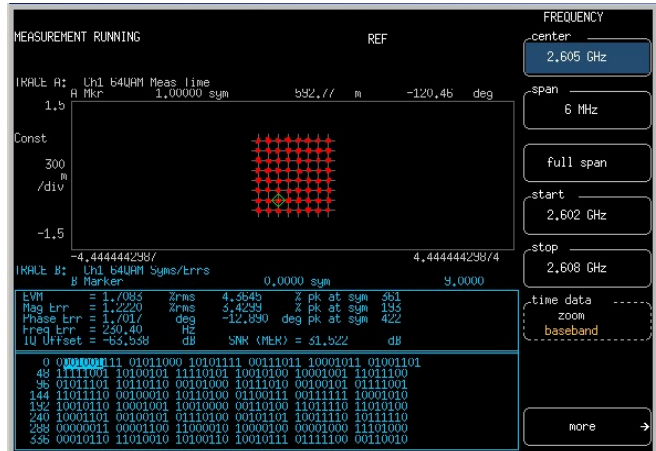 FREQUENCY
MEASUREMENT RUNNING REF
center
2.605 GHz
TRACE A: Ch1 64QAM Meas Time
A Mkr 1.00000 sym 592.77 m -120.46 deg
span
6 MHz
1.5
Const
full span
300
m
/div
start
2.602 GHz
-1.5
-4.4444442987 4.4444429874
stop
2.608 GHz
TRACE B: Ch1 64QAM Syms/Errs
B Marker 0.0000 sym 9.0000
EVM = 1.7083 %rms 4.3645 % pk at sym 361
Mag Err = 1.2220 %rms 3.4299 % pk at sym 193
Phase Err = 1.7017 deg -12.890 deg pk at sym 422
Freq Err = 230.40 Hz
IQ Offset = -63.538 dB SNR (MER) = 31.522 dB
time data
zoom
baseband
0 00001001111 01011000 10101111 00111011 10001011 01001101
48 11111001 10100101 11110101 10010100 10001001 11011001
96 01011101 10110110 00101000 10111010 00100101 01011100
144 11011110 00100010 10110100 01100111 00111111 10001010
192 10010110 10001001 10010000 00110100 11011110 11010100
240 10001101 00101101 01101000 00101101 10010111 10111110
288 00000011 00001100 11000010 10000100 00001000 11101000
336 00010110 11010010 10100110 10010111 01111100 00110010
more